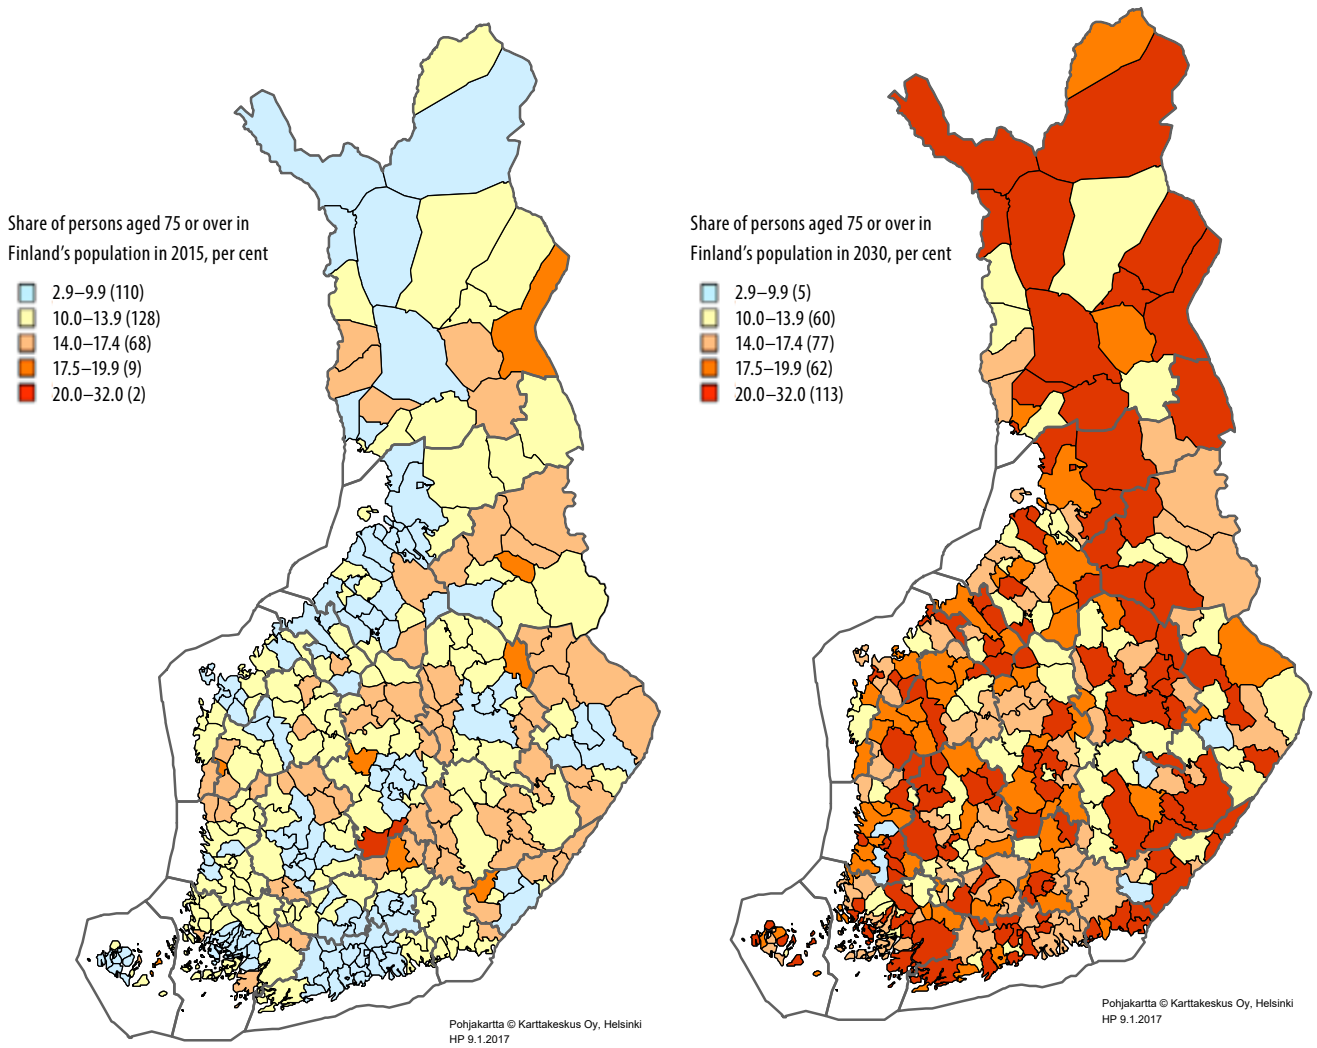 Share of persons aged 75 or over in
Finland's population in 2015, per cent
2.9–9.9 (110)
10.0–13.9 (128)
14.0–17.4 (68)
17.5–19.9 (9)
20.0–32.0 (2)
Pohjakartta © Karttakeskus Oy, Helsinki
HP 9.1.2017
Share of persons aged 75 or over in
Finland's population in 2030, per cent
2.9–9.9 (5)
10.0–13.9 (60)
14.0–17.4 (77)
17.5–19.9 (62)
20.0–32.0 (113)
Pohjakartta © Karttakeskus Oy, Helsinki
HP 9.1.2017